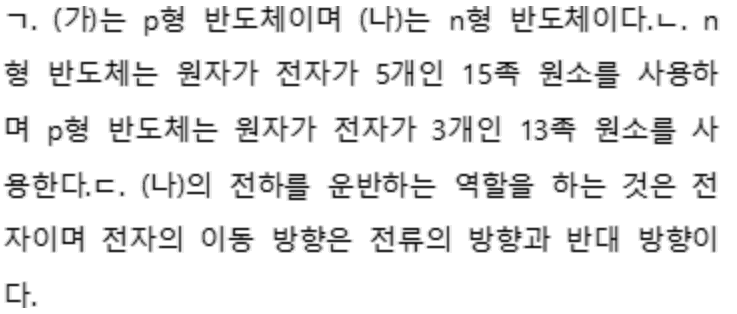 ㄱ. (가)는 p형 반도체이며 (나)는 n형 반도체이다.ㄴ. n
형 반도체는 원자가 전자가 5개인 15족 원소를 사용하
며 p형 반도체는 원자가 전자가 3개인 13족 원소를 사
용한다.ㄷ. (나)의 전하를 운반하는 역할을 하는 것은 전
자이며 전자의 이동 방향은 전류의 방향과 반대 방향이
다.